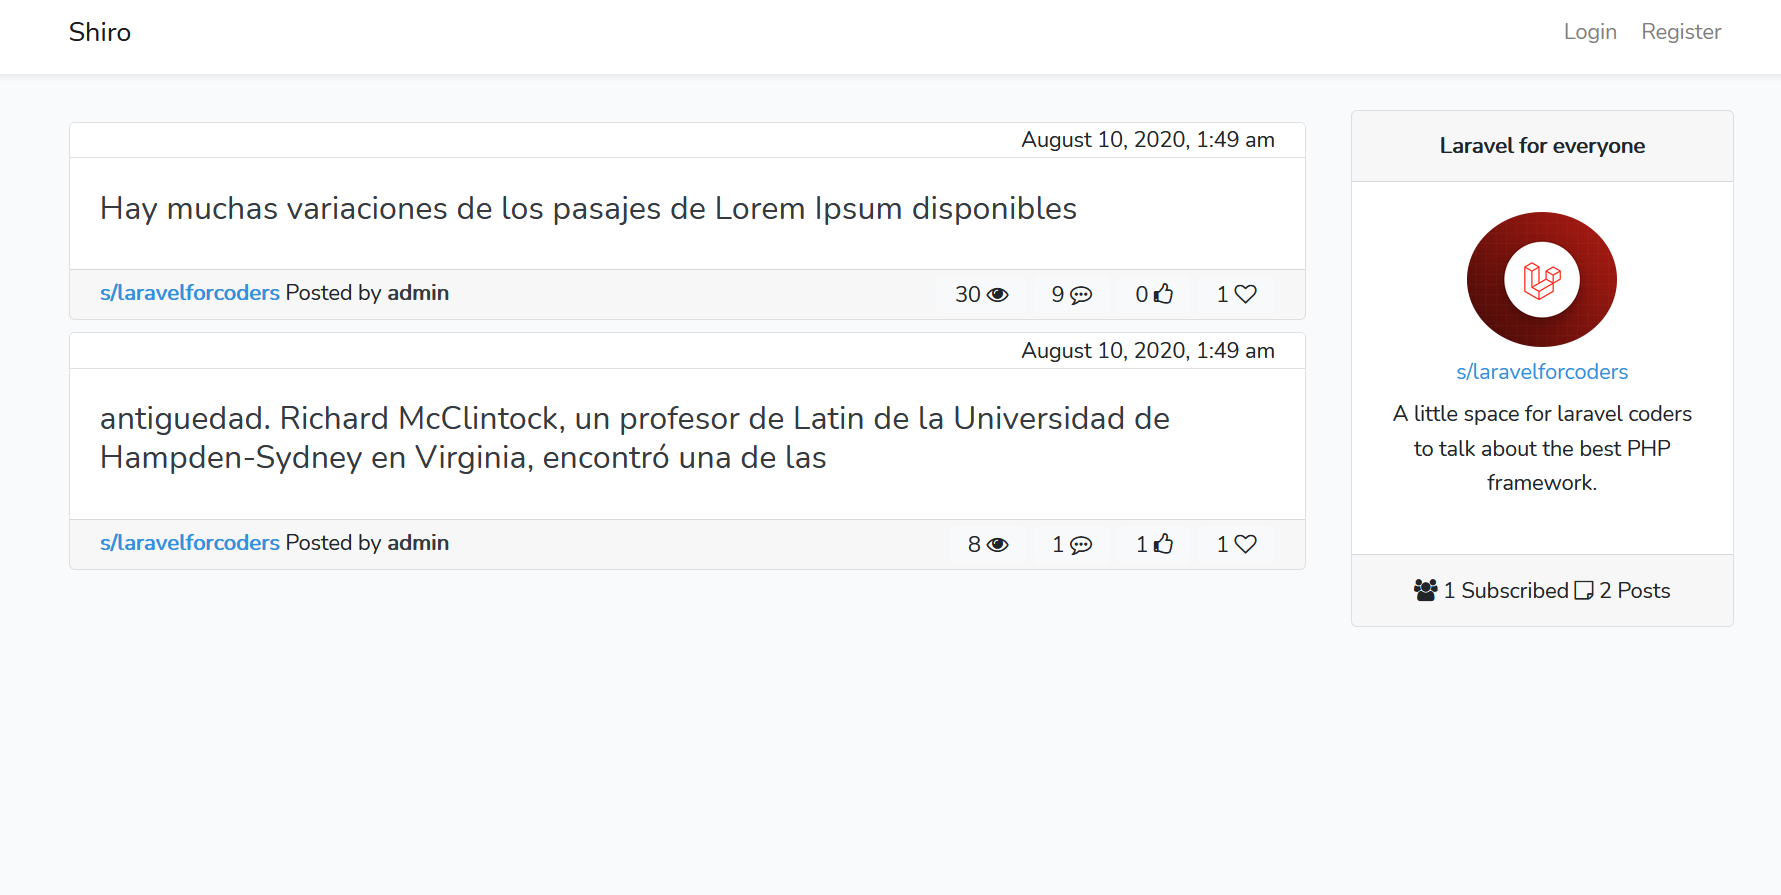 Shiro
Login
Register
August 10, 2020, 1:49 am
Hay muchas variaciones de los pasajes de Lorem Ipsum disponibles
s/laravelforcoders Posted by admin
30
9
0
1
August 10, 2020, 1:49 am
antiguedad. Richard McClintock, un profesor de Latin de la Universidad de
Hampden-Sydney en Virginia, encontró una de las
s/laravelforcoders Posted by admin
8
1
1
1
Laravel for everyone
s/laravelforcoders
A little space for laravel coders
to talk about the best PHP
framework.
1 Subscribed 2 Posts